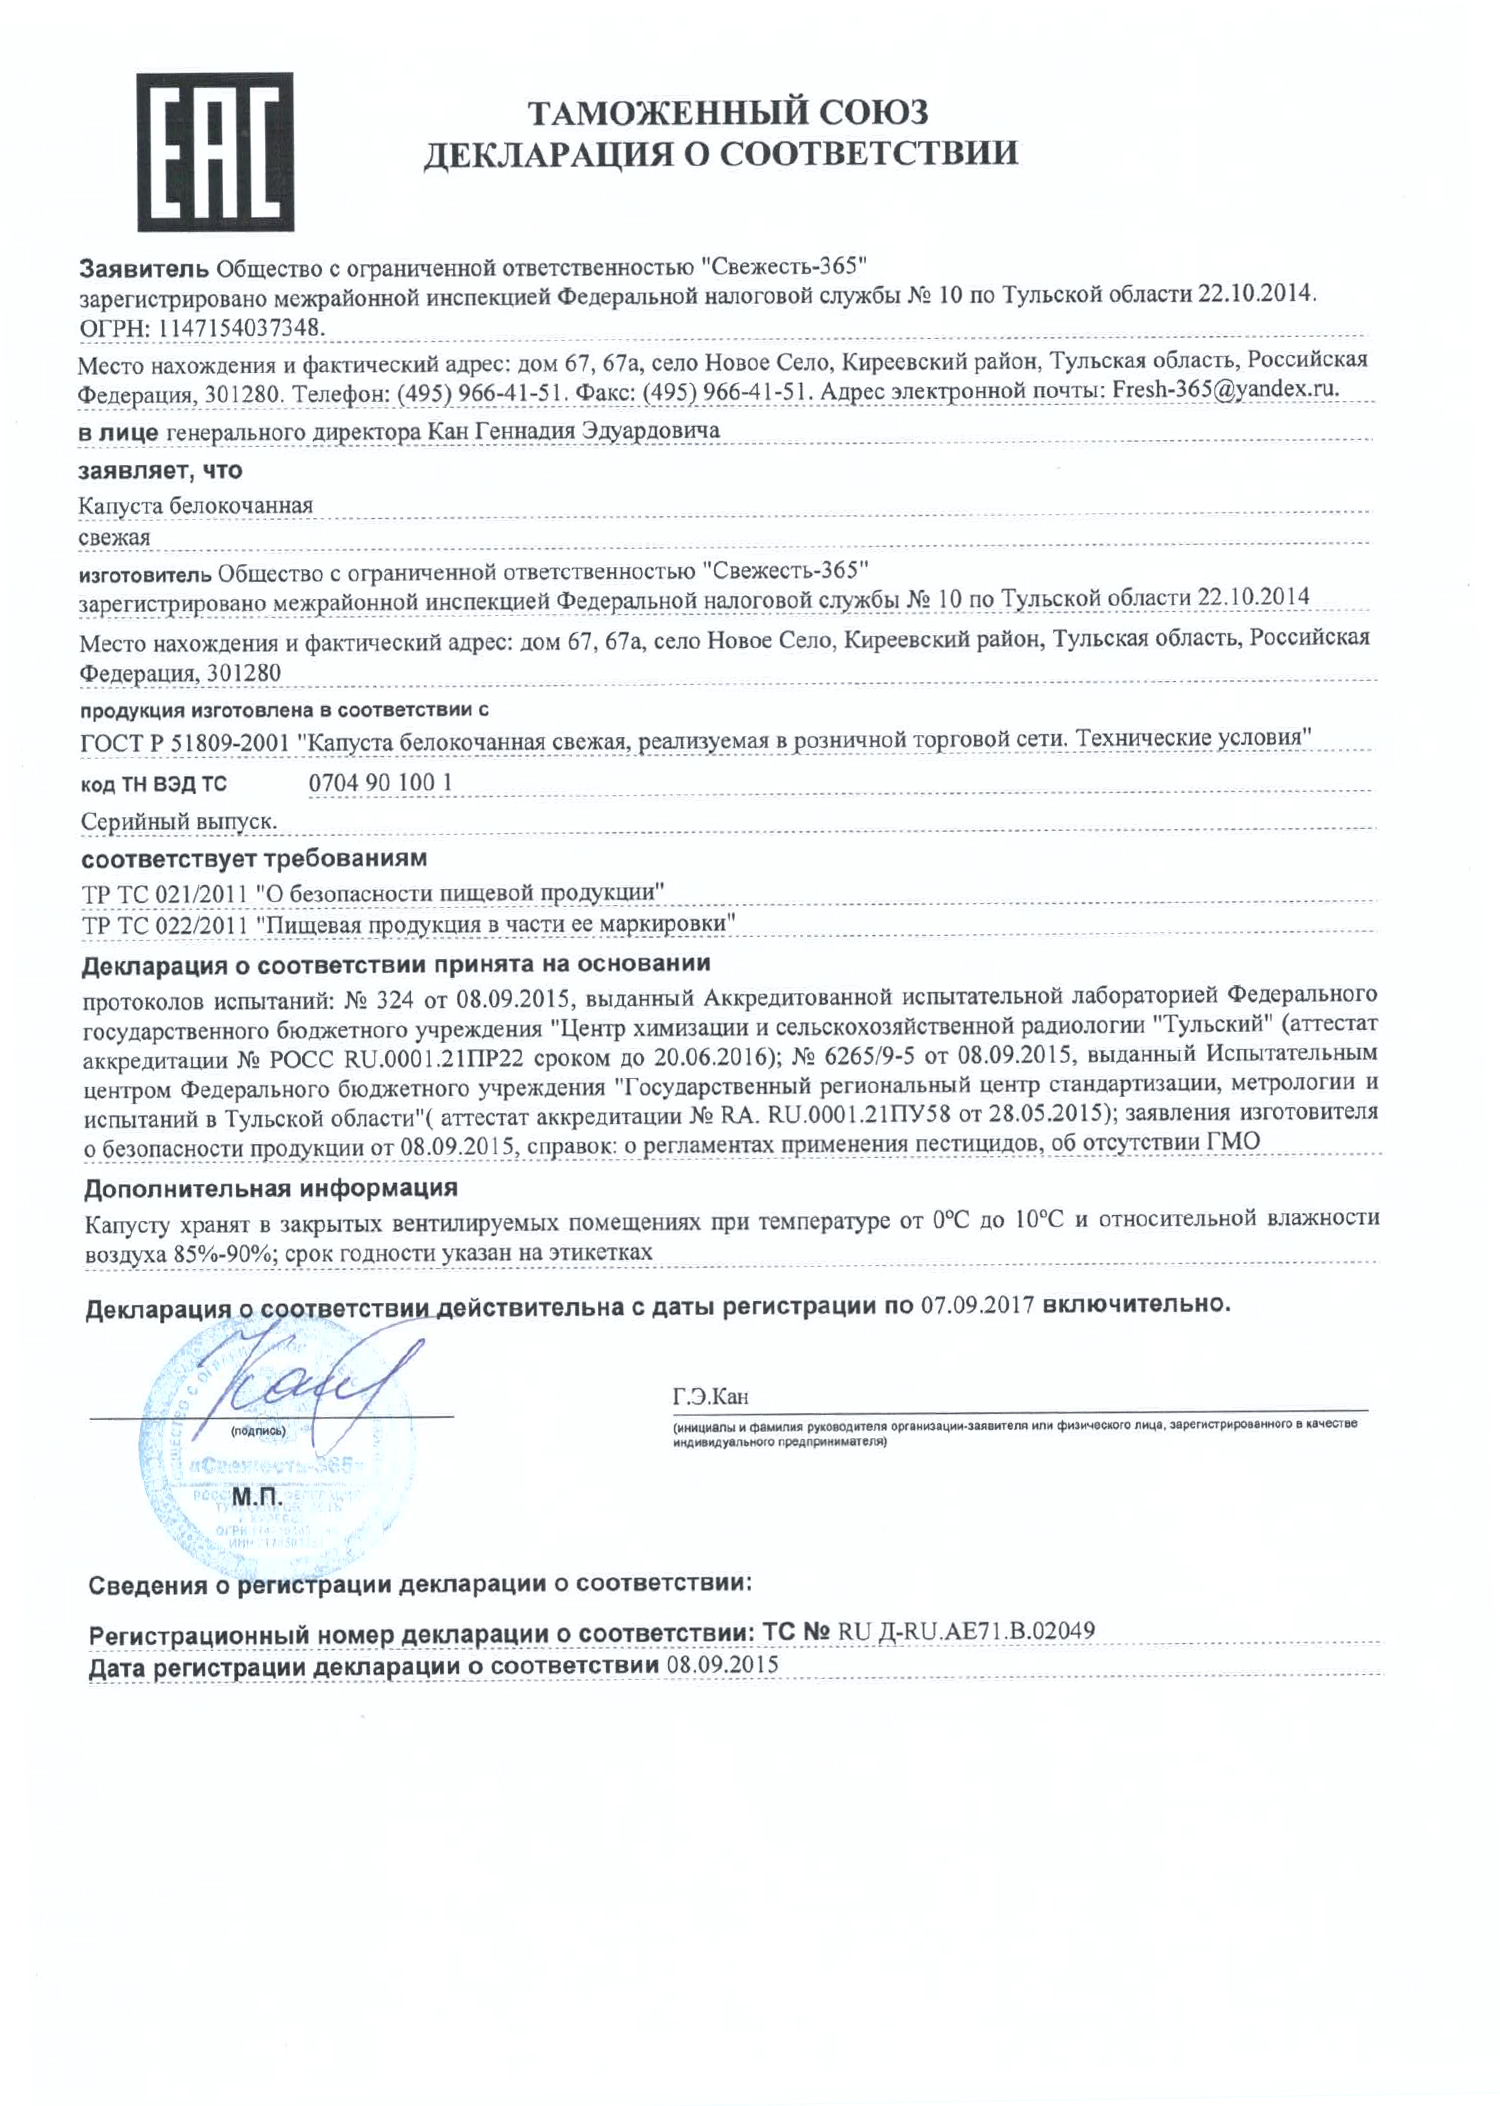 EAC
ТАМОЖЕННЫЙ СОЮЗ
ДЕКЛАРАЦИЯ О СООТВЕТСТВИИ
Заявитель Общество с ограниченной ответственностью "Свежесть-365"
зарегистрировано межрайонной инспекцией Федеральной налоговой службы № 10 по Тульской области 22.10.2014.
ОГРН: 1147154037348.
Место нахождения и фактический адрес: дом 67, 67а, село Новое Село, Киреевский район, Тульская область, Российская
Федерация, 301280. Телефон: (495) 966-41-51. Факс: (495) 966-41-51. Адрес электронной почты: Fresh-365@yandex.ru.
в лице генерального директора Кан Геннадия Эдуардовича
заявляет, что
Капуста белокочанная
свежая
изготовитель Общество с ограниченной ответственностью "Свежесть-365"
зарегистрировано межрайонной инспекцией Федеральной налоговой службы № 10 по Тульской области 22.10.2014
Место нахождения и фактический адрес: дом 67, 67а, село Новое Село, Киреевский район, Тульская область, Российская
Федерация, 301280
продукция изготовлена в соответствии с
ГОСТ Р 51809-2001 "Капуста белокочанная свежая, реализуемая в розничной торговой сети. Технические условия"
код ТН ВЭД ТС 0704 90 100 1
Серийный выпуск.
соответствует требованиям
ТР ТС 021/2011 "О безопасности пищевой продукции"
ТР ТС 022/2011 "Пищевая продукция в части ее маркировки"
Декларация о соответствии принята на основании
протоколов испытаний: № 324 от 08.09.2015, выданный Аккредитованной испытательной лабораторией Федерального
государственного бюджетного учреждения "Центр химизации и сельскохозяйственной радиологии "Тульский" (аттестат
аккредитации № РОСС RU.0001.21ПР22 сроком до 20.06.2016); № 6265/9-5 от 08.09.2015, выданный Испытательным
центром Федерального бюджетного учреждения "Государственный региональный центр стандартизации, метрологии и
испытаний в Тульской области"( аттестат аккредитации № RA. RU.0001.21ПУ58 от 28.05.2015); заявления изготовителя
о безопасности продукции от 08.09.2015, справок: о регламентах применения пестицидов, об отсутствии ГМО
Дополнительная информация
Капусту хранят в закрытых вентилируемых помещениях при температуре от 0ºС до 10ºС и относительной влажности
воздуха 85%-90%; срок годности указан на этикетках
Декларация о соответствии действительна с даты регистрации по 07.09.2017 включительно.
Г.Э.Кан
(подпись)
(инициалы и фамилия руководителя организации-заявителя или физического лица, зарегистрированного в качестве
индивидуального предпринимателя)
«Свежесть-365»
М.П.
Сведения о регистрации декларации о соответствии:
Регистрационный номер декларации о соответствии: ТС № RU Д-RU.АЕ71.В.02049
Дата регистрации декларации о соответствии 08.09.2015